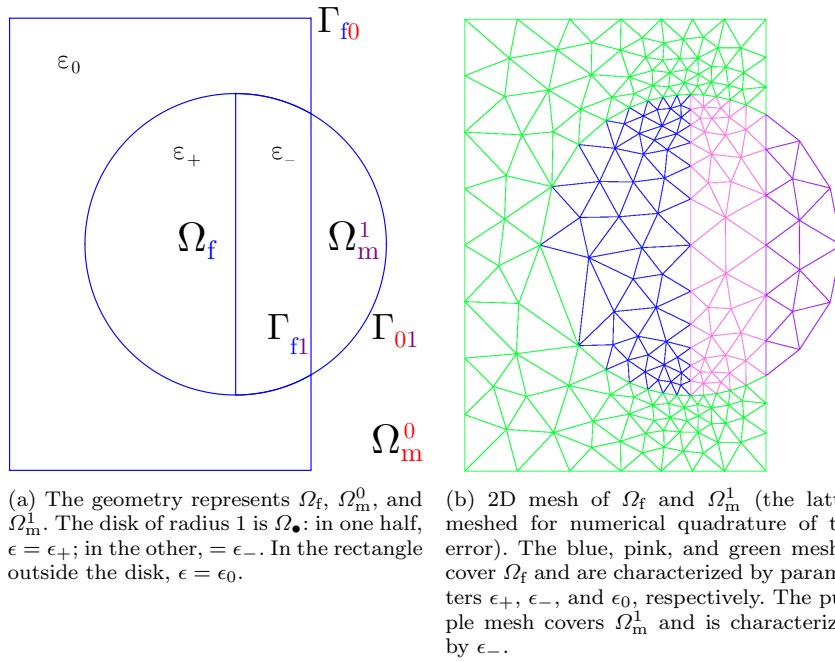 Γf0
ε0
ε+
ε−
Ωf
Ω1m
Γf1
Γ01
Ω0m
(a) The geometry represents Ωf, Ω0m, and
Ω1m. The disk of radius 1 is Ω•: in one half,
ϵ = ϵ+; in the other, = ϵ−. In the rectangle
outside the disk, ϵ = ϵ0.
(b) 2D mesh of Ωf and Ω1m (the latt
meshed for numerical quadrature of t
error). The blue, pink, and green mesh
cover Ωf and are characterized by param
ters ϵ+, ϵ−, and ϵ0, respectively. The pu
ple mesh covers Ω1m and is characteriz
by ϵ−.